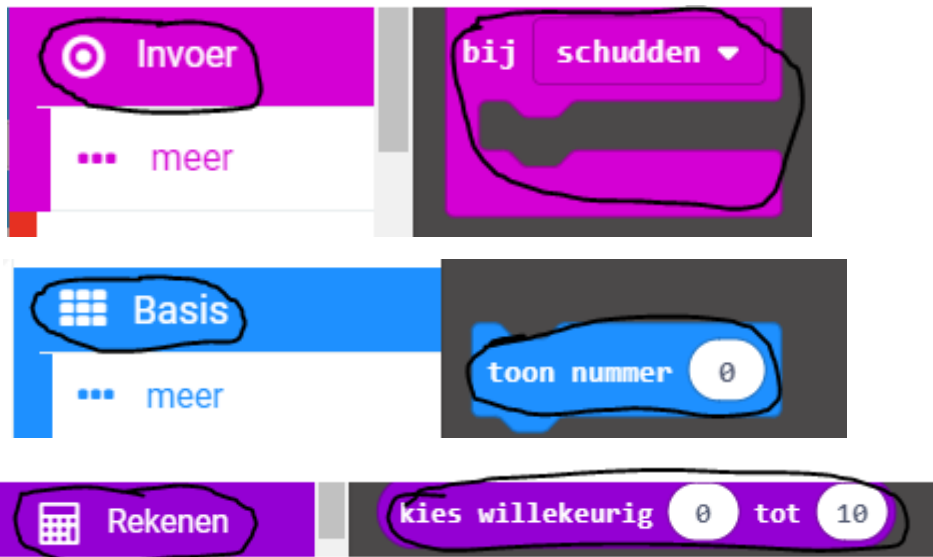 Invoer
bij schudden
meer
Basis
toon nummer 0
meer
Rekenen
kies willekeurig 0 tot 10